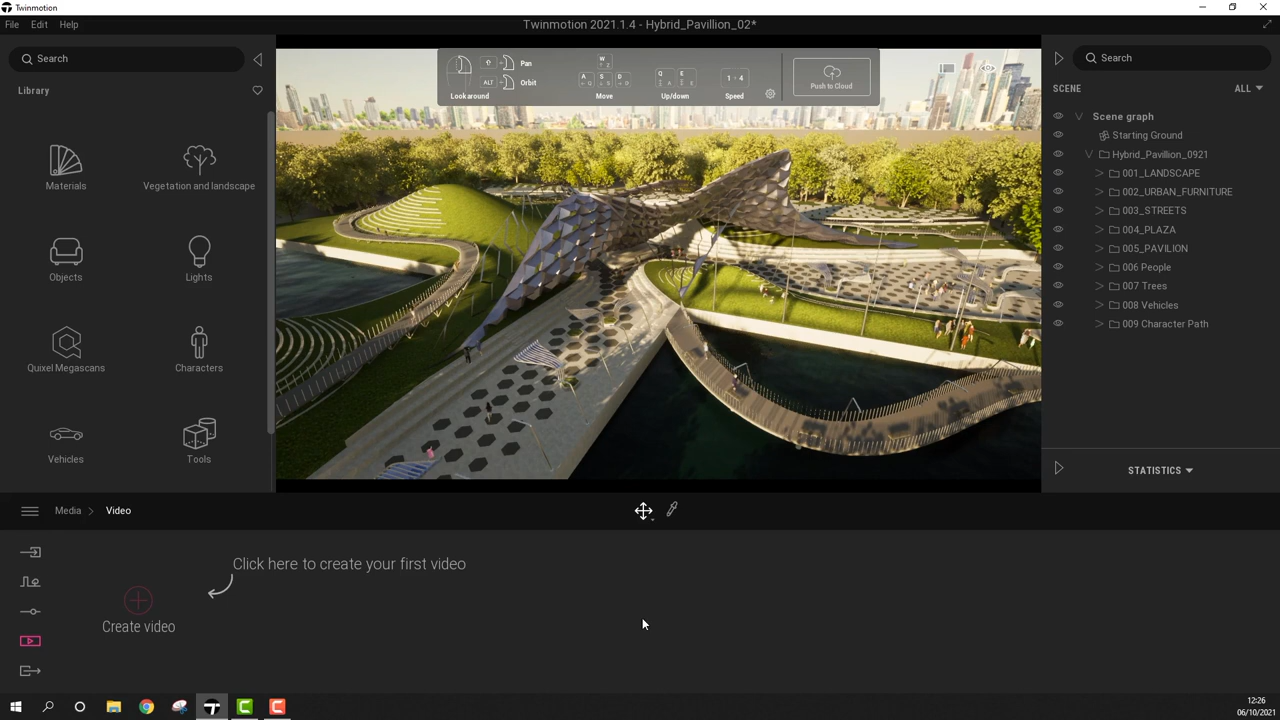 Twinmotion
File Edit Help
Twinmotion 2021.1.4 - Hybrid_Pavillion_02*
Search
Library
Materials
Vegetation and landscape
Objects
Lights
Quixel Megascans
Characters
Vehicles
Tools
Look around
Pan
ALT
Orbit
Move
Up/down
1 ÷ 4
Speed
Push to Cloud
Search
SCENE
ALL
Scene graph
Starting Ground
Hybrid_Pavillion_0921
001_LANDSCAPE
002_URBAN_FURNITURE
003_STREETS
004_PLAZA
005_PAVILION
006 People
007 Trees
008 Vehicles
009 Character Path
STATISTICS
Media > Video
Click here to create your first video
Create video
12:26
06/10/2021